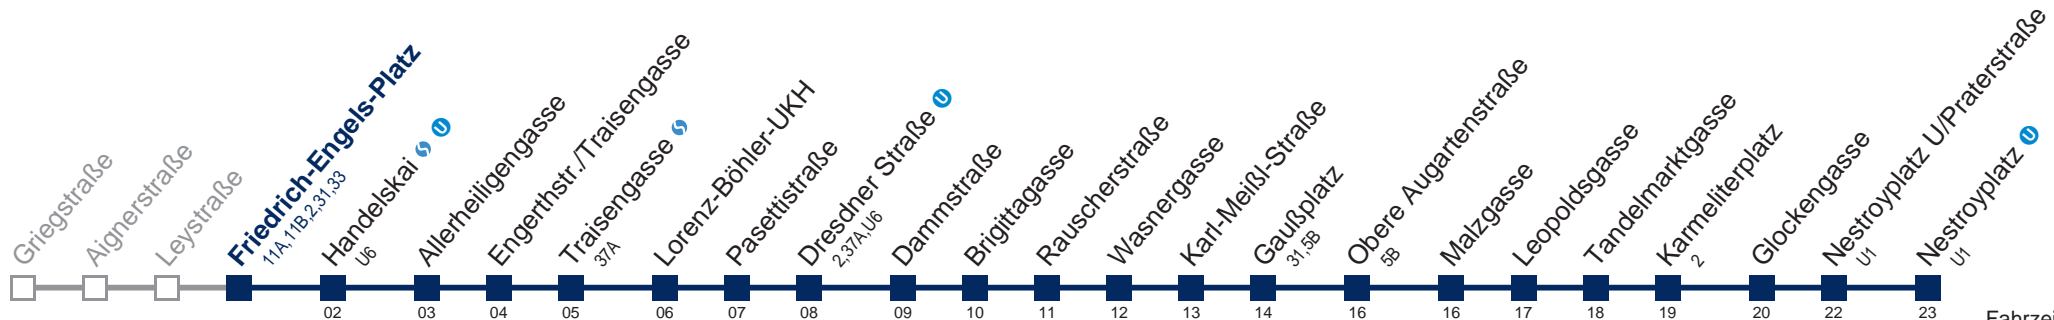 Griegstraße
Aignerstraße
Leystraße
Friedrich-Engels-Platz
11A,11B,2,31,33
Handelskai S U
U6
02
Allerheiligengasse
03
Engerthstr./Traisengasse
04
Traisengasse S
37A
05
Lorenz-Böhler-UKH
06
Pasettistraße
07
Dresdner Straße U
2,37A,U6
08
Dammstraße
09
Brigittagasse
10
Rauscherstraße
11
Wasnergasse
12
Karl-Meißl-Straße
13
Gaußplatz
31,5B
14
Obere Augartenstraße
5B
16
Malzgasse
16
Leopoldsgasse
17
Tandelmarktgasse
18
Karmeliterplatz
2
19
Glockengasse
20
Nestroyplatz U/Praterstraße
U1
22
Nestroyplatz U
U1
23
Fahrzei